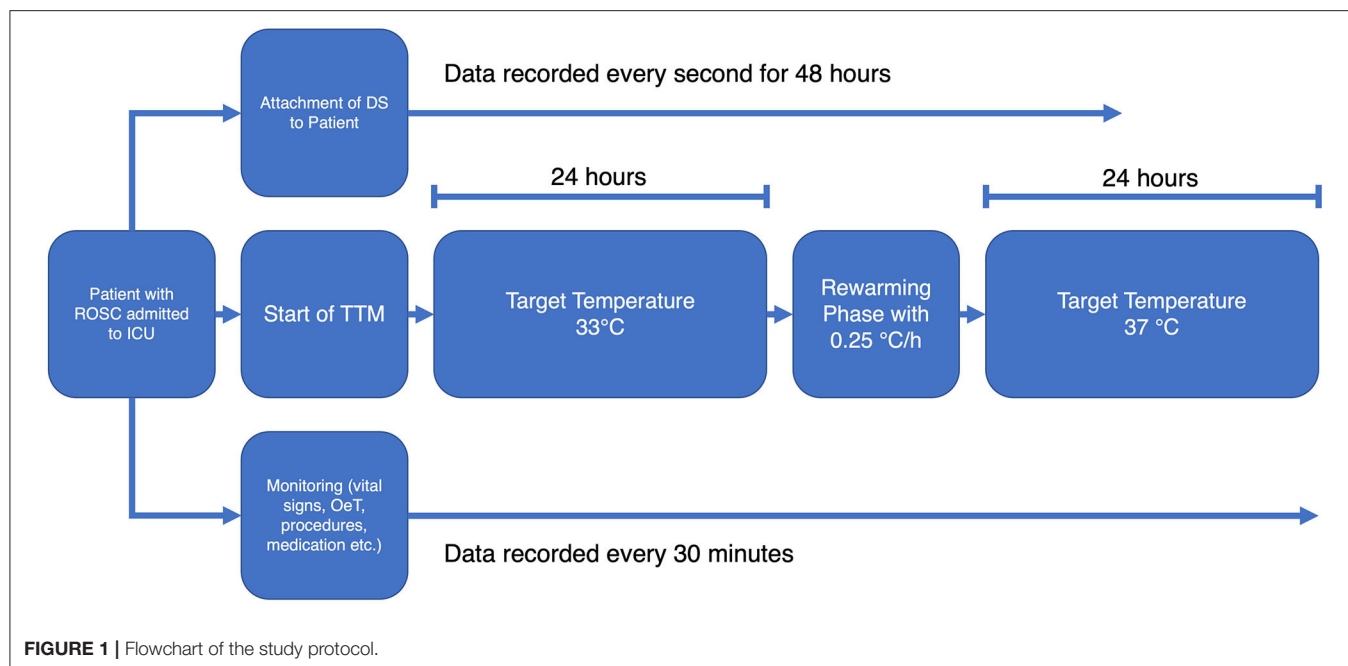 Data recorded every second for 48 hours
Attachment of DS
to Patient
24 hours
24 hours
Patient with
ROSC admitted
to ICU
Start of TTM
Target Temperature
33°C
Rewarming
Phase with
0.25 °C/h
Target Temperature
37 °C
Monitoring (vital
signs, OeT,
procedures,
medication etc.)
Data recorded every 30 minutes
FIGURE 1 | Flowchart of the study protocol.